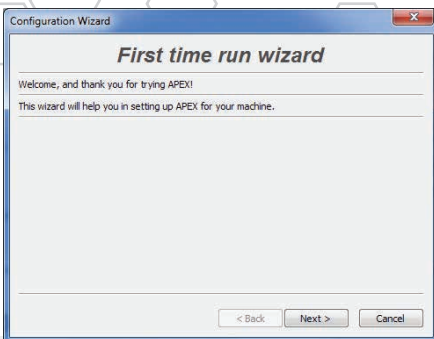 Configuration Wizard
First time run wizard
Welcome, and thank you for trying APEX!
This wizard will help you in setting up APEX for your machine.
< Back Next > Cancel